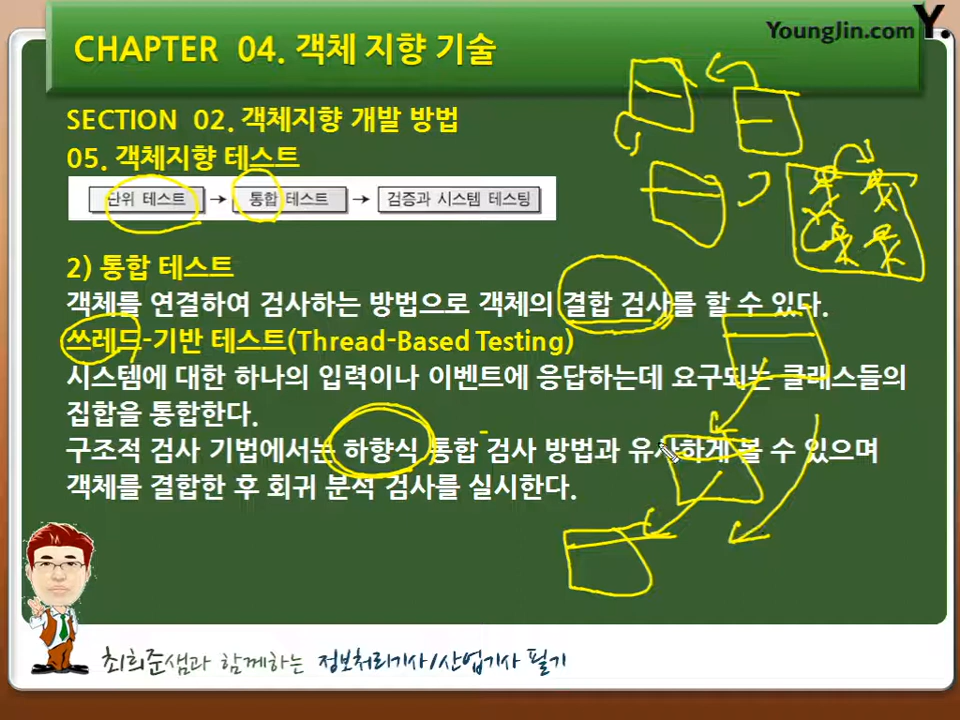 YoungJin.com Y.
CHAPTER 04. 객체 지향 기술
SECTION 02. 객체지향 개발 방법
05. 객체지향 테스트
단위 테스트 → 통합 테스트 → 검증과 시스템 테스팅
2) 통합 테스트
객체를 연결하여 검사하는 방법으로 객체의 결합 검사를 할 수 있다.
쓰레드-기반 테스트(Thread-Based Testing)
시스템에 대한 하나의 입력이나 이벤트에 응답하는데 요구되는 클래스들의
집합을 통합한다.
구조적 검사 기법에서는 하향식 통합 검사 방법과 유사하게 볼 수 있으며
객체를 결합한 후 회귀 분석 검사를 실시한다.
최희준샘과 함께하는 정보처리기사/산업기사 필기